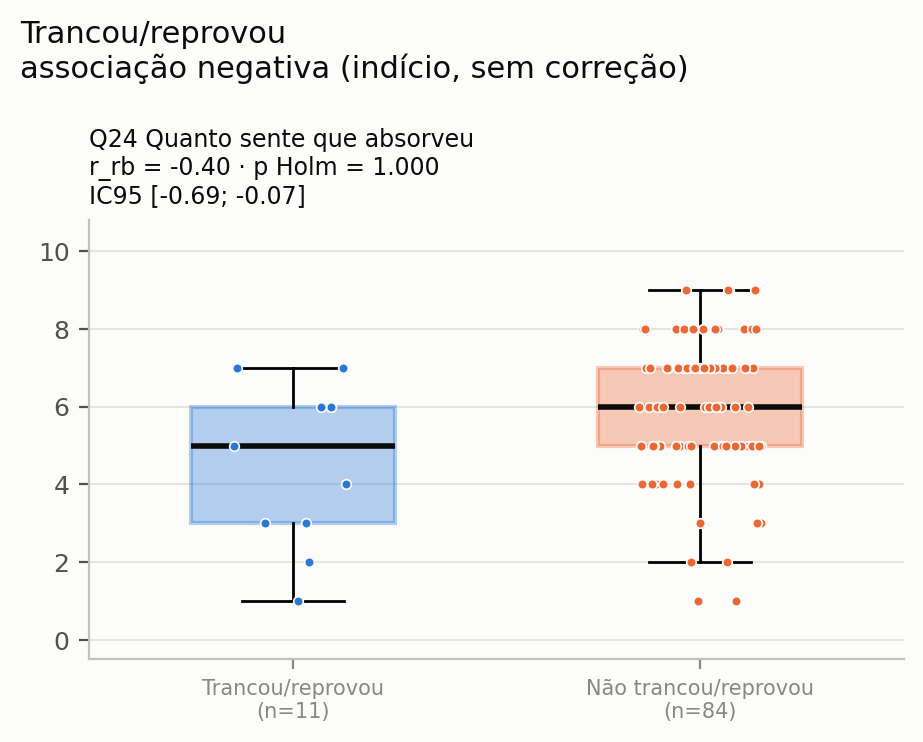 Trancou/reprovou
associação negativa (indício, sem correção)
Q24 Quanto sente que absorveu
r_rb = -0.40 · p Holm = 1.000
IC95 [-0.69; -0.07]
10
8
6
4
2
0
Trancou/reprovou
(n=11)
Não trancou/reprovou
(n=84)